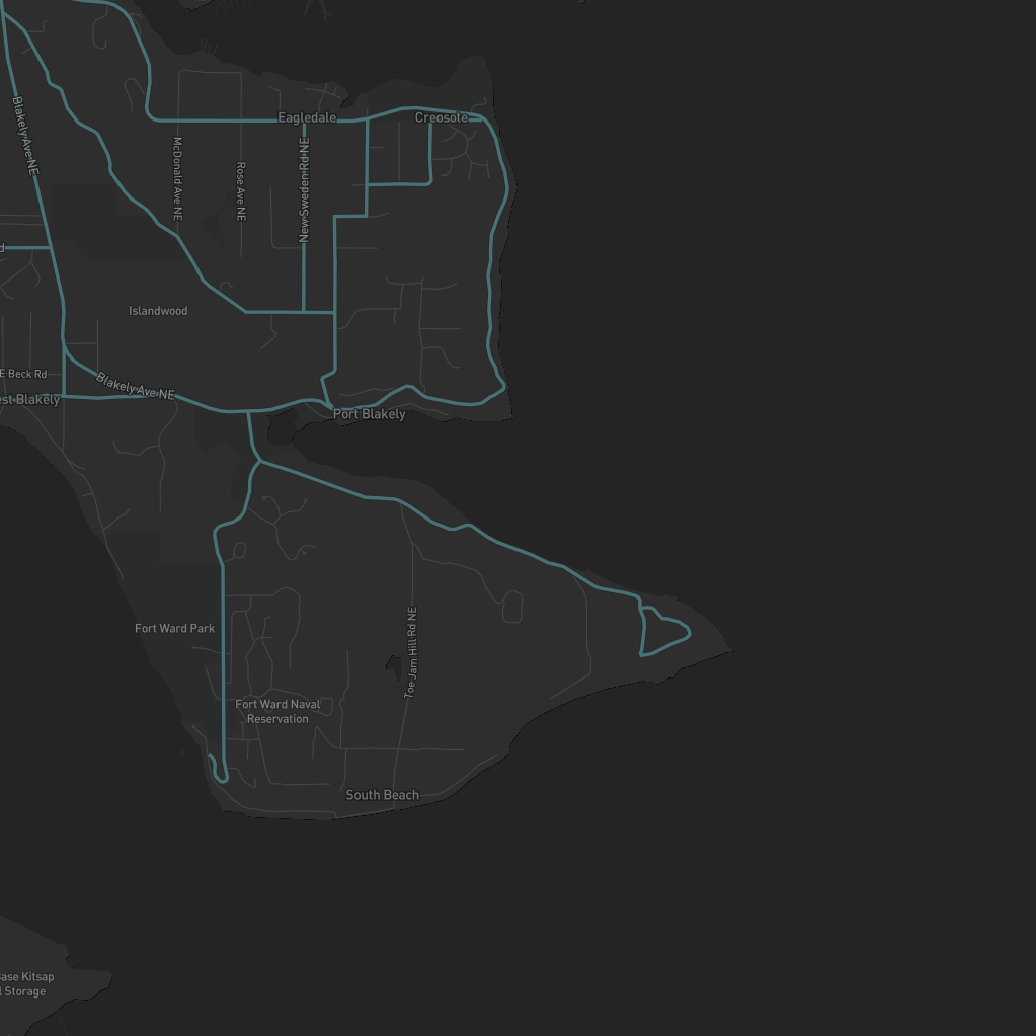 Eagledale
Creosote
Blakely Ave NE
McDonald Ave NE
Rose Ave NE
New Sweden Rd NE
d
Islandwood
E Beck Rd
Blakely Ave NE
est Blakely
Port Blakely
Fort Ward Park
Toe Jam Hill Rd NE
Fort Ward Naval
Reservation
South Beach
Base Kitsap
l Storage